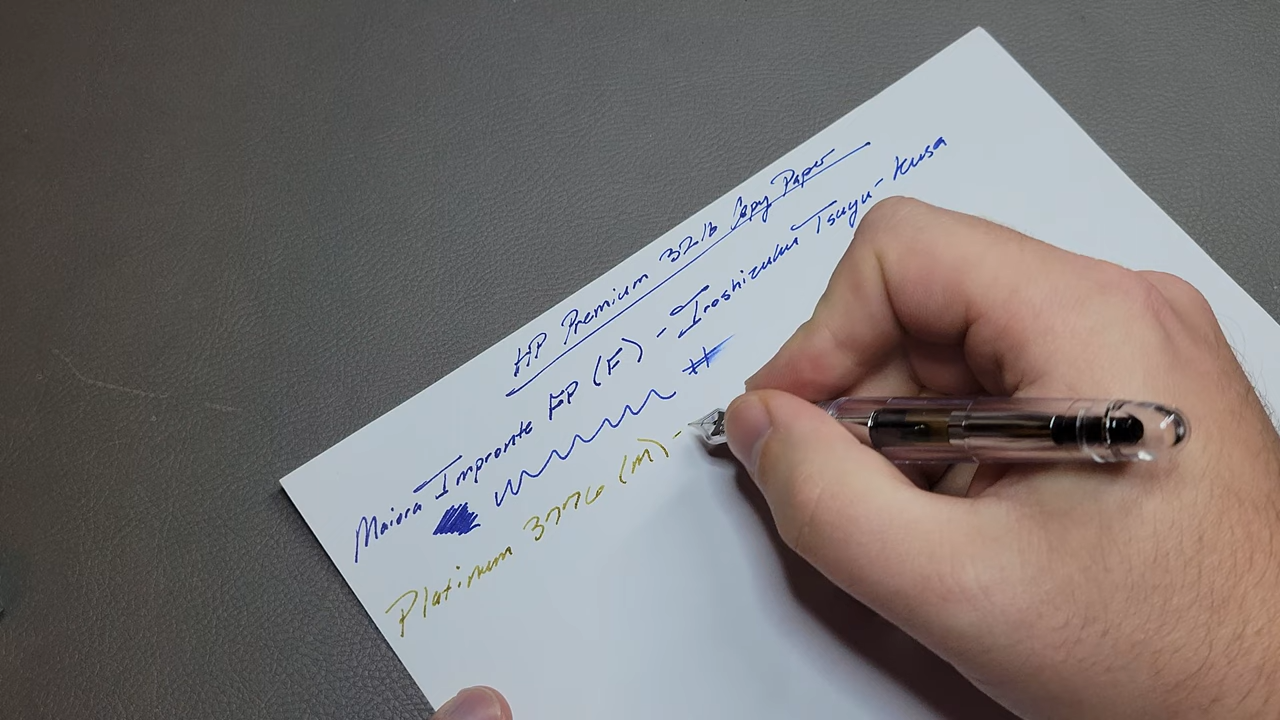 HP Premium 32lb Copy Paper
Maiora Impronte FP (F) - Iroshizuku Tsuyu-kusa
#
Platinum 3776 (M) -